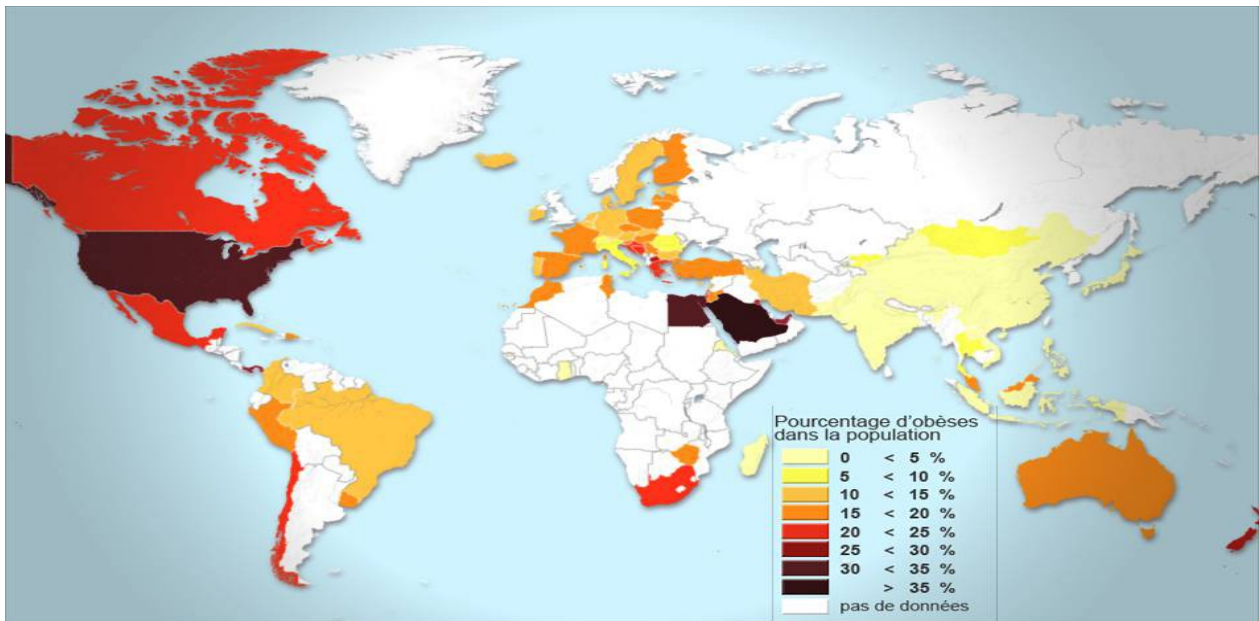 Pourcentage d'obèses
dans la population
0 < 5 %
5 < 10 %
10 < 15 %
15 < 20 %
20 < 25 %
25 < 30 %
30 < 35 %
> 35 %
pas de données